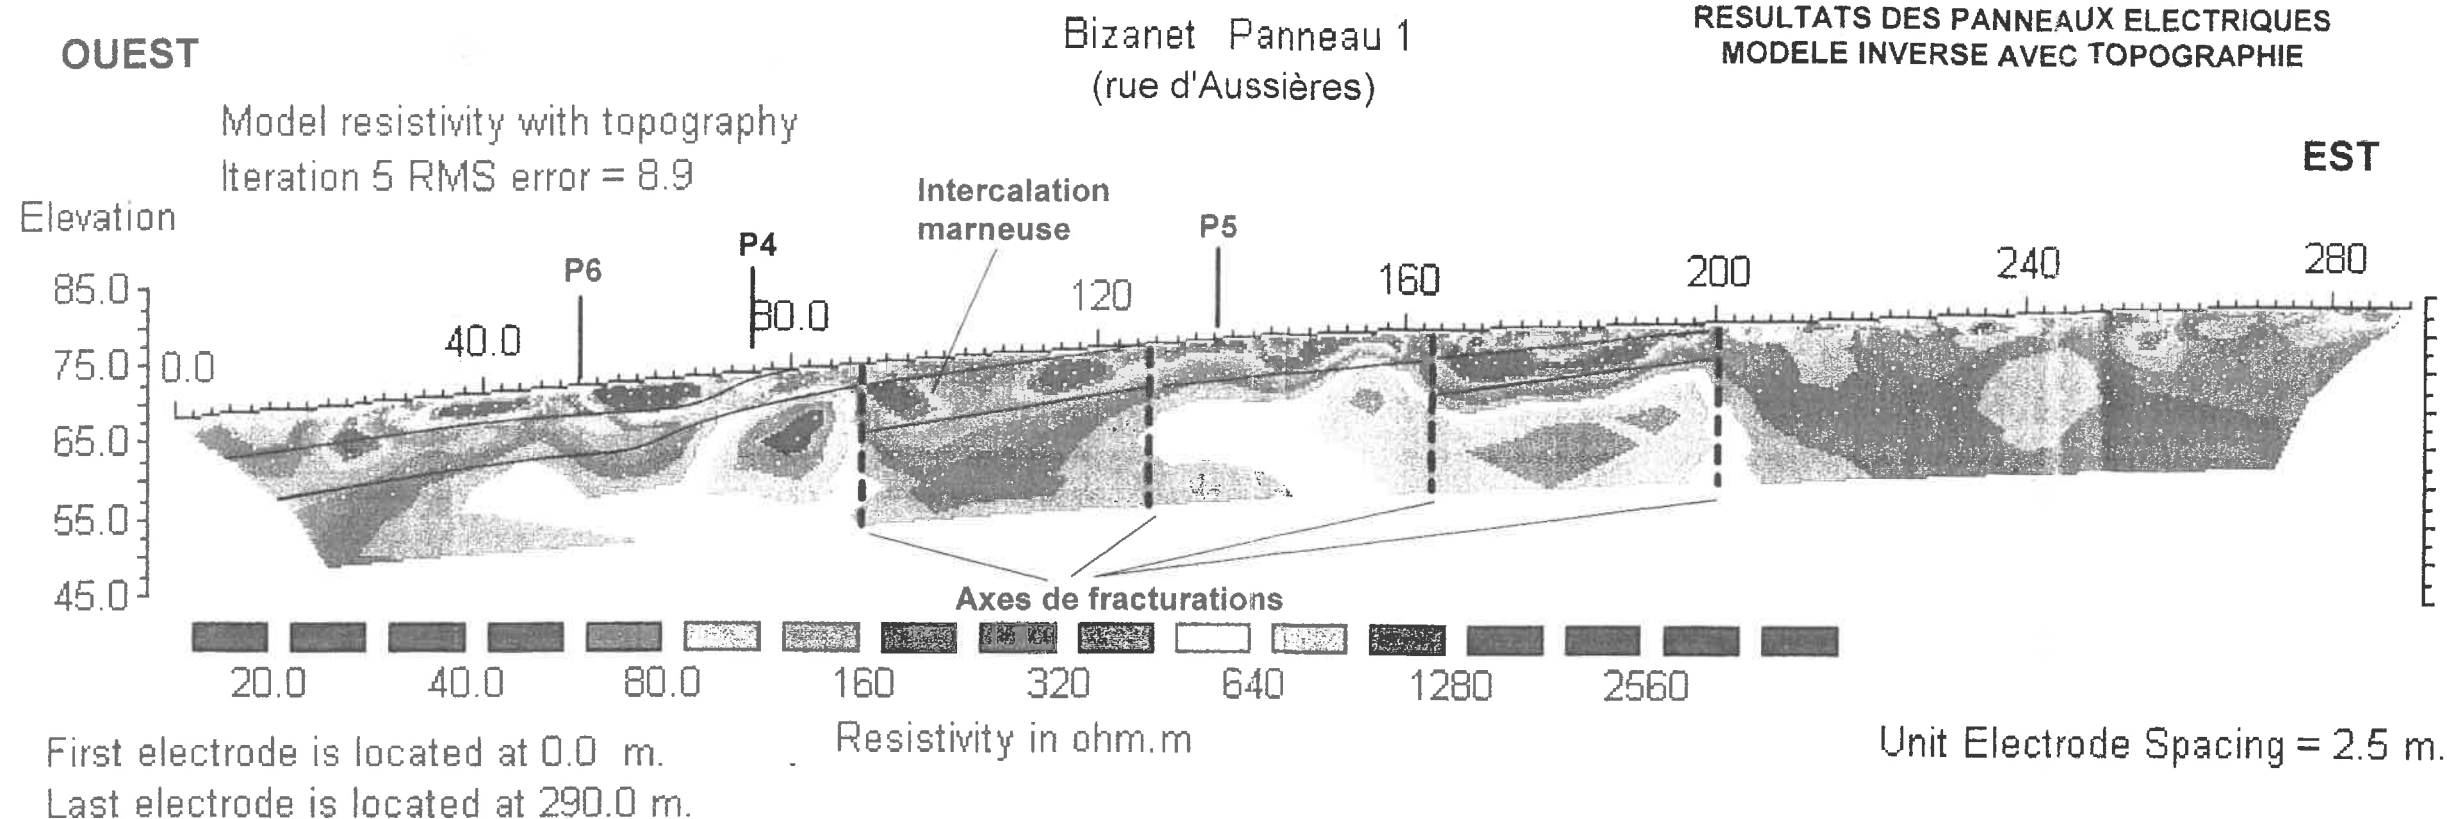 OUEST
Bizanet Panneau 1
(rue d'Aussières)
RESULTATS DES PANNEAUX ELECTRIQUES
MODELE INVERSE AVEC TOPOGRAPHIE
EST
Model resistivity with topography
Iteration 5 RMS error = 8.9
Elevation
Intercalation
marneuse
P6
P4
P5
0.0
40.0
80.0
120
160
200
240
280
85.0
75.0
65.0
55.0
45.0
Axes de fracturations
20.0 40.0 80.0 160 320 640 1280 2560
Resistivity in ohm.m
First electrode is located at 0.0 m.
Last electrode is located at 290.0 m.
Unit Electrode Spacing = 2.5 m.